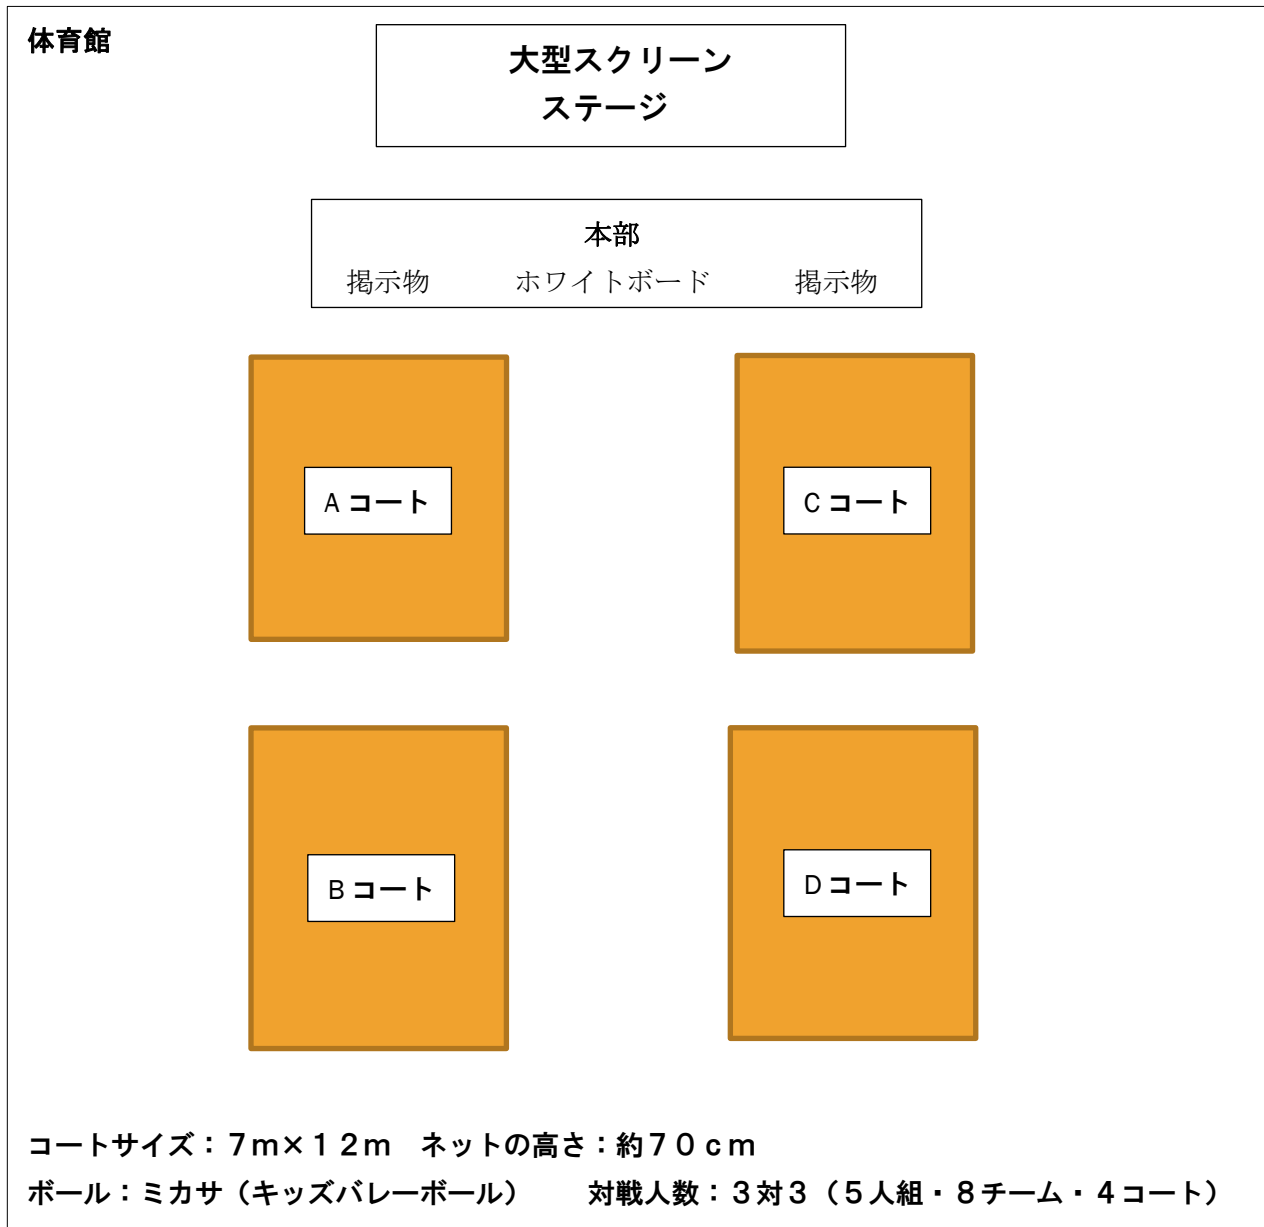 体育館
大型スクリーン
ステージ
本部
掲示物 ホワイトボード 掲示物
A コート
C コート
B コート
D コート
コートサイズ：７ｍ×１２ｍ　ネットの高さ：約７０ｃｍ
ボール：ミカサ（キッズバレーボール）　　対戦人数：３対３（５人組・８チーム・４コート）